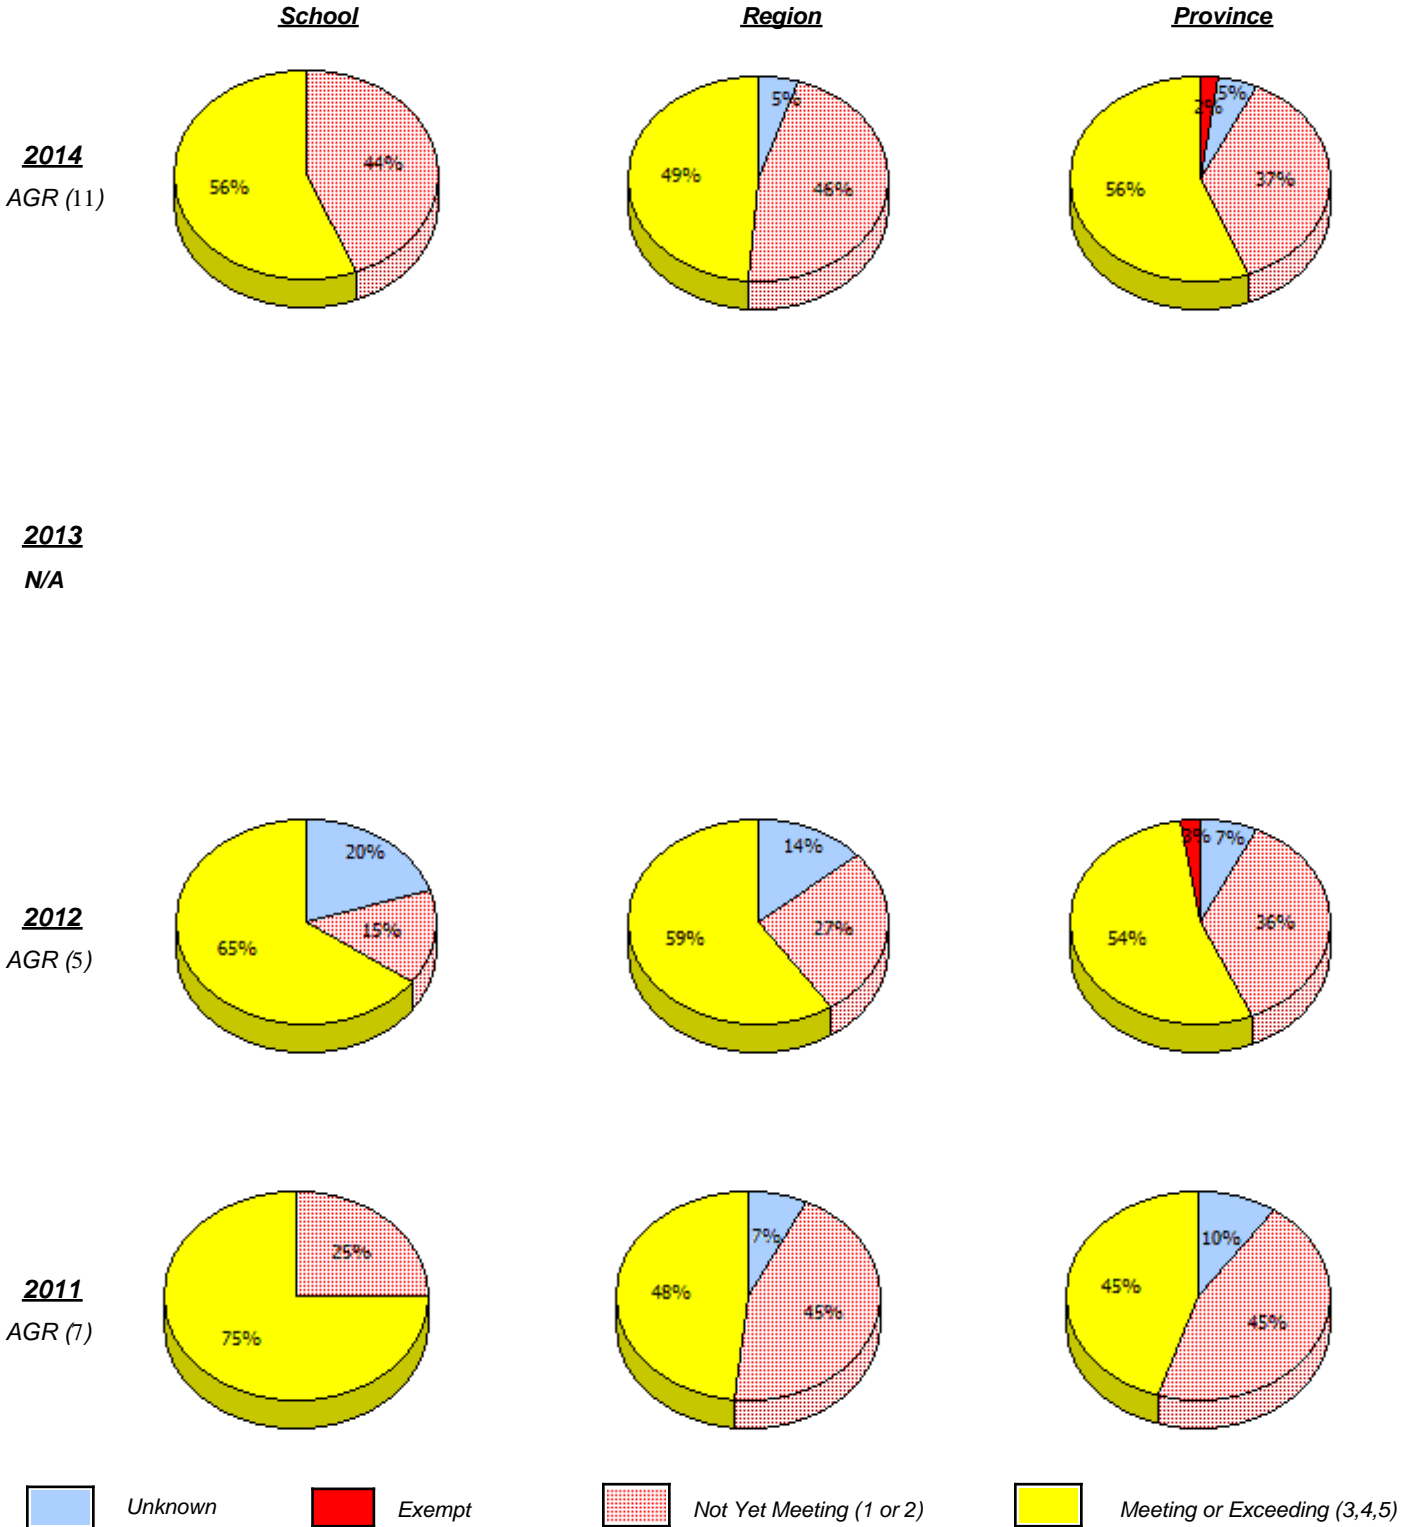 School Region Province
2014
AGR (11)
56% 44%
49% 5% 46%
56% 2% 5% 37%
2013
N/A
2012
AGR (5)
65% 20% 15%
59% 14% 27%
54% 3% 7% 36%
2011
AGR (7)
75% 25%
48% 7% 45%
45% 10% 45%
Unknown Exempt Not Yet Meeting (1 or 2) Meeting or Exceeding (3,4,5)